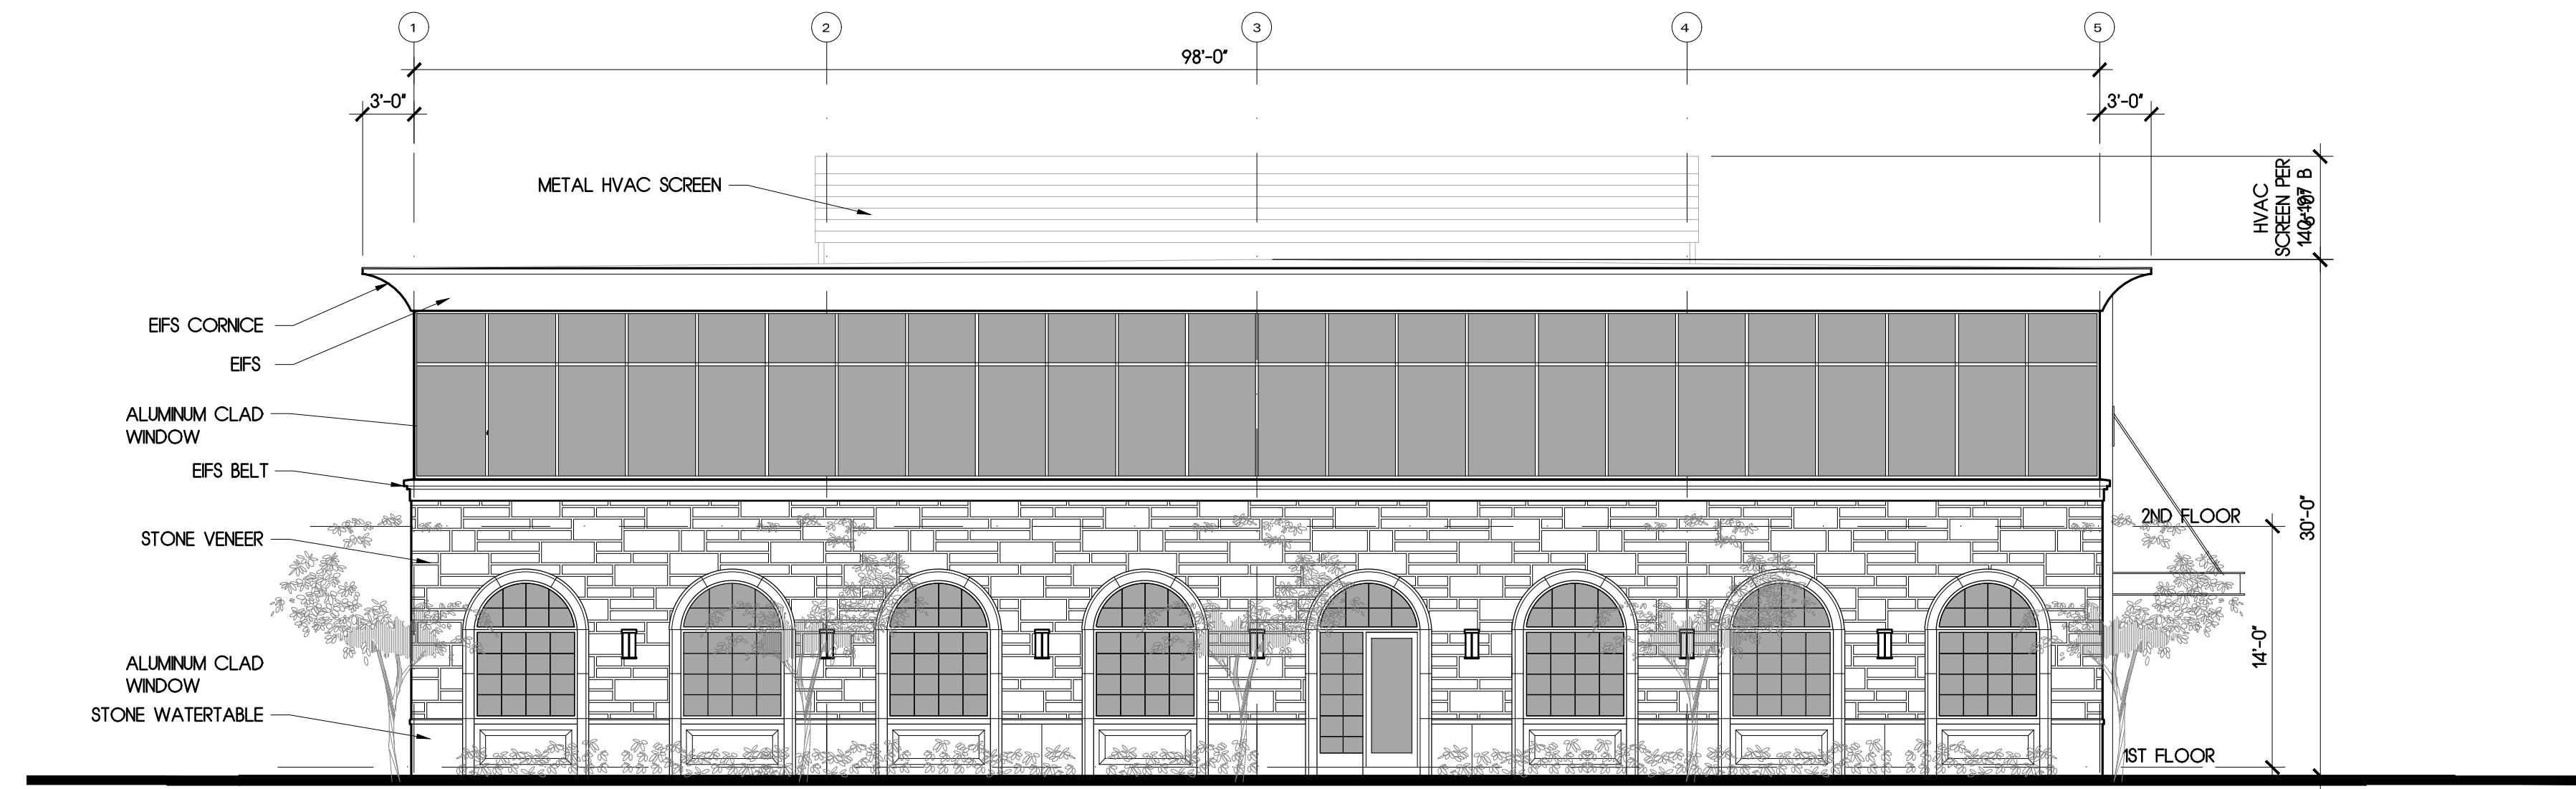 1
2
3
4
5
98'-0"
3'-0"
3'-0"
METAL HVAC SCREEN
HVAC
SCREEN PER
EIFS CORNICE
EIFS
ALUMINUM CLAD
WINDOW
EIFS BELT
STONE VENEER
2ND FLOOR
30'-0"
14'-0"
ALUMINUM CLAD
WINDOW
STONE WATERTABLE
1ST FLOOR